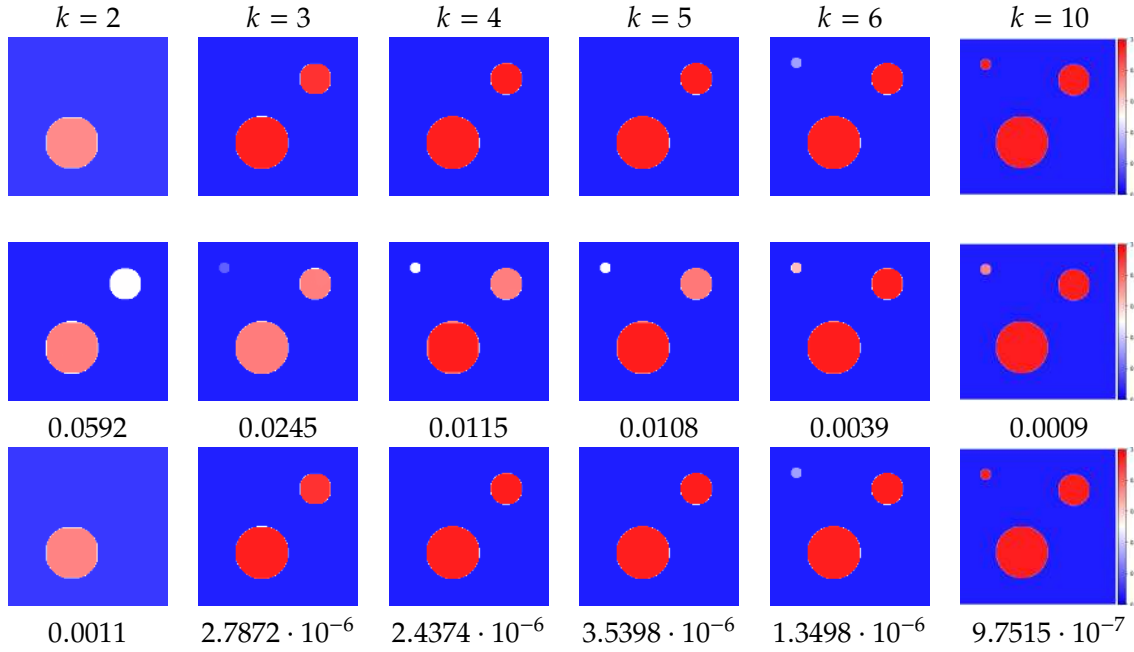 k = 2 k = 3 k = 4 k = 5 k = 6 k = 10
0.0592 0.0245 0.0115 0.0108 0.0039 0.0009
0.0011 2.7872 · 10⁻⁶ 2.4374 · 10⁻⁶ 3.5398 · 10⁻⁶ 1.3498 · 10⁻⁶ 9.7515 · 10⁻⁷